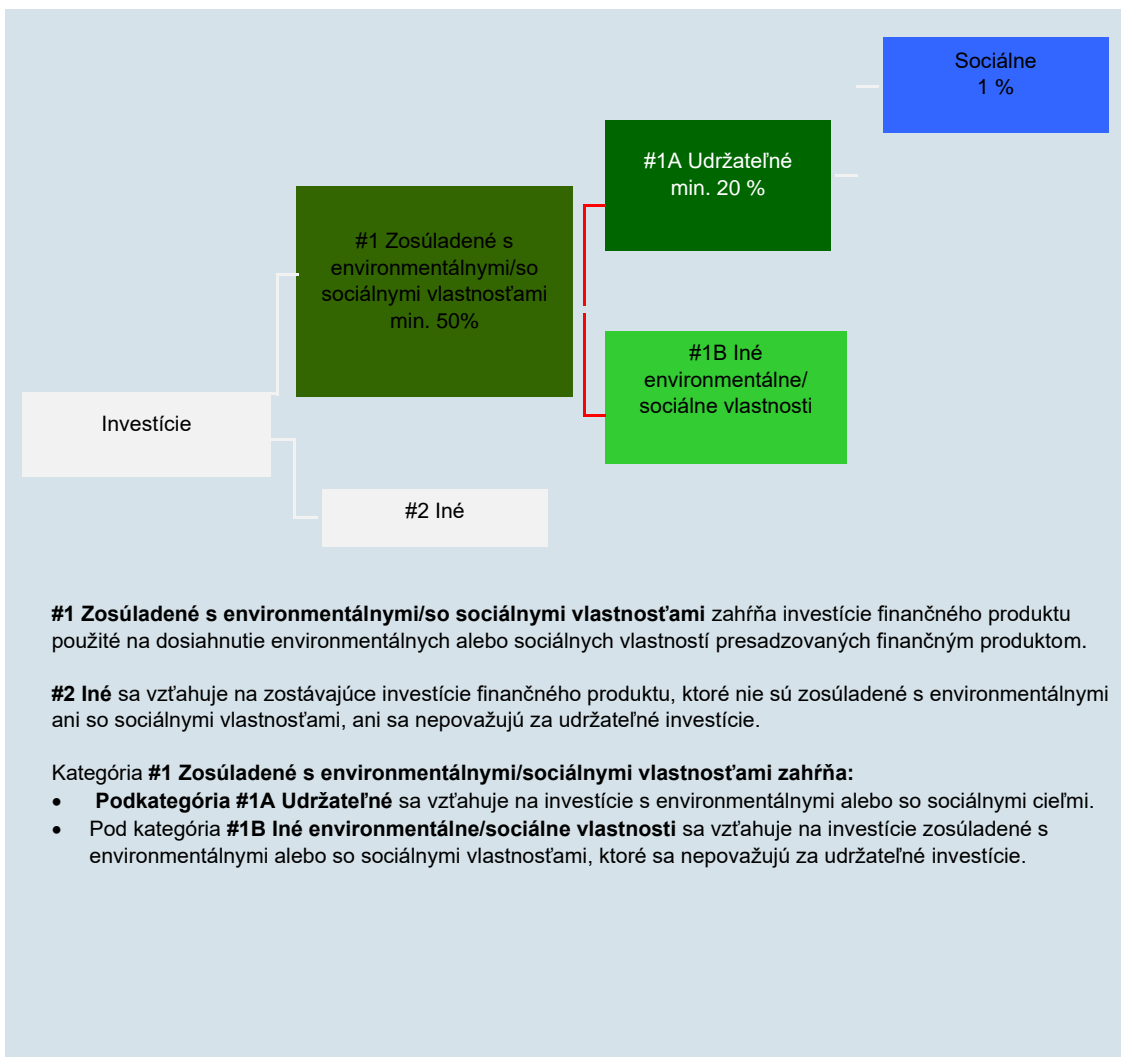 Sociálne
1 %
#1A Udržateľné
min. 20 %
#1 Zosúladené s
environmentálnymi/so
sociálnymi vlastnosťami
min. 50%
#1B Iné
environmentálne/
sociálne vlastnosti
Investície
#2 Iné
#1 Zosúladené s environmentálnymi/so sociálnymi vlastnosťami zahŕňa investície finančného produktu
použité na dosiahnutie environmentálnych alebo sociálnych vlastností presadzovaných finančným produktom.
#2 Iné sa vzťahuje na zostávajúce investície finančného produktu, ktoré nie sú zosúladené s environmentálnymi
ani so sociálnymi vlastnosťami, ani sa nepovažujú za udržateľné investície.
Kategória #1 Zosúladené s environmentálnymi/sociálnymi vlastnosťami zahŕňa:
• Podkategória #1A Udržateľné sa vzťahuje na investície s environmentálnymi alebo so sociálnymi cieľmi.
• Pod kategória #1B Iné environmentálne/sociálne vlastnosti sa vzťahuje na investície zosúladené s
environmentálnymi alebo so sociálnymi vlastnosťami, ktoré sa nepovažujú za udržateľné investície.